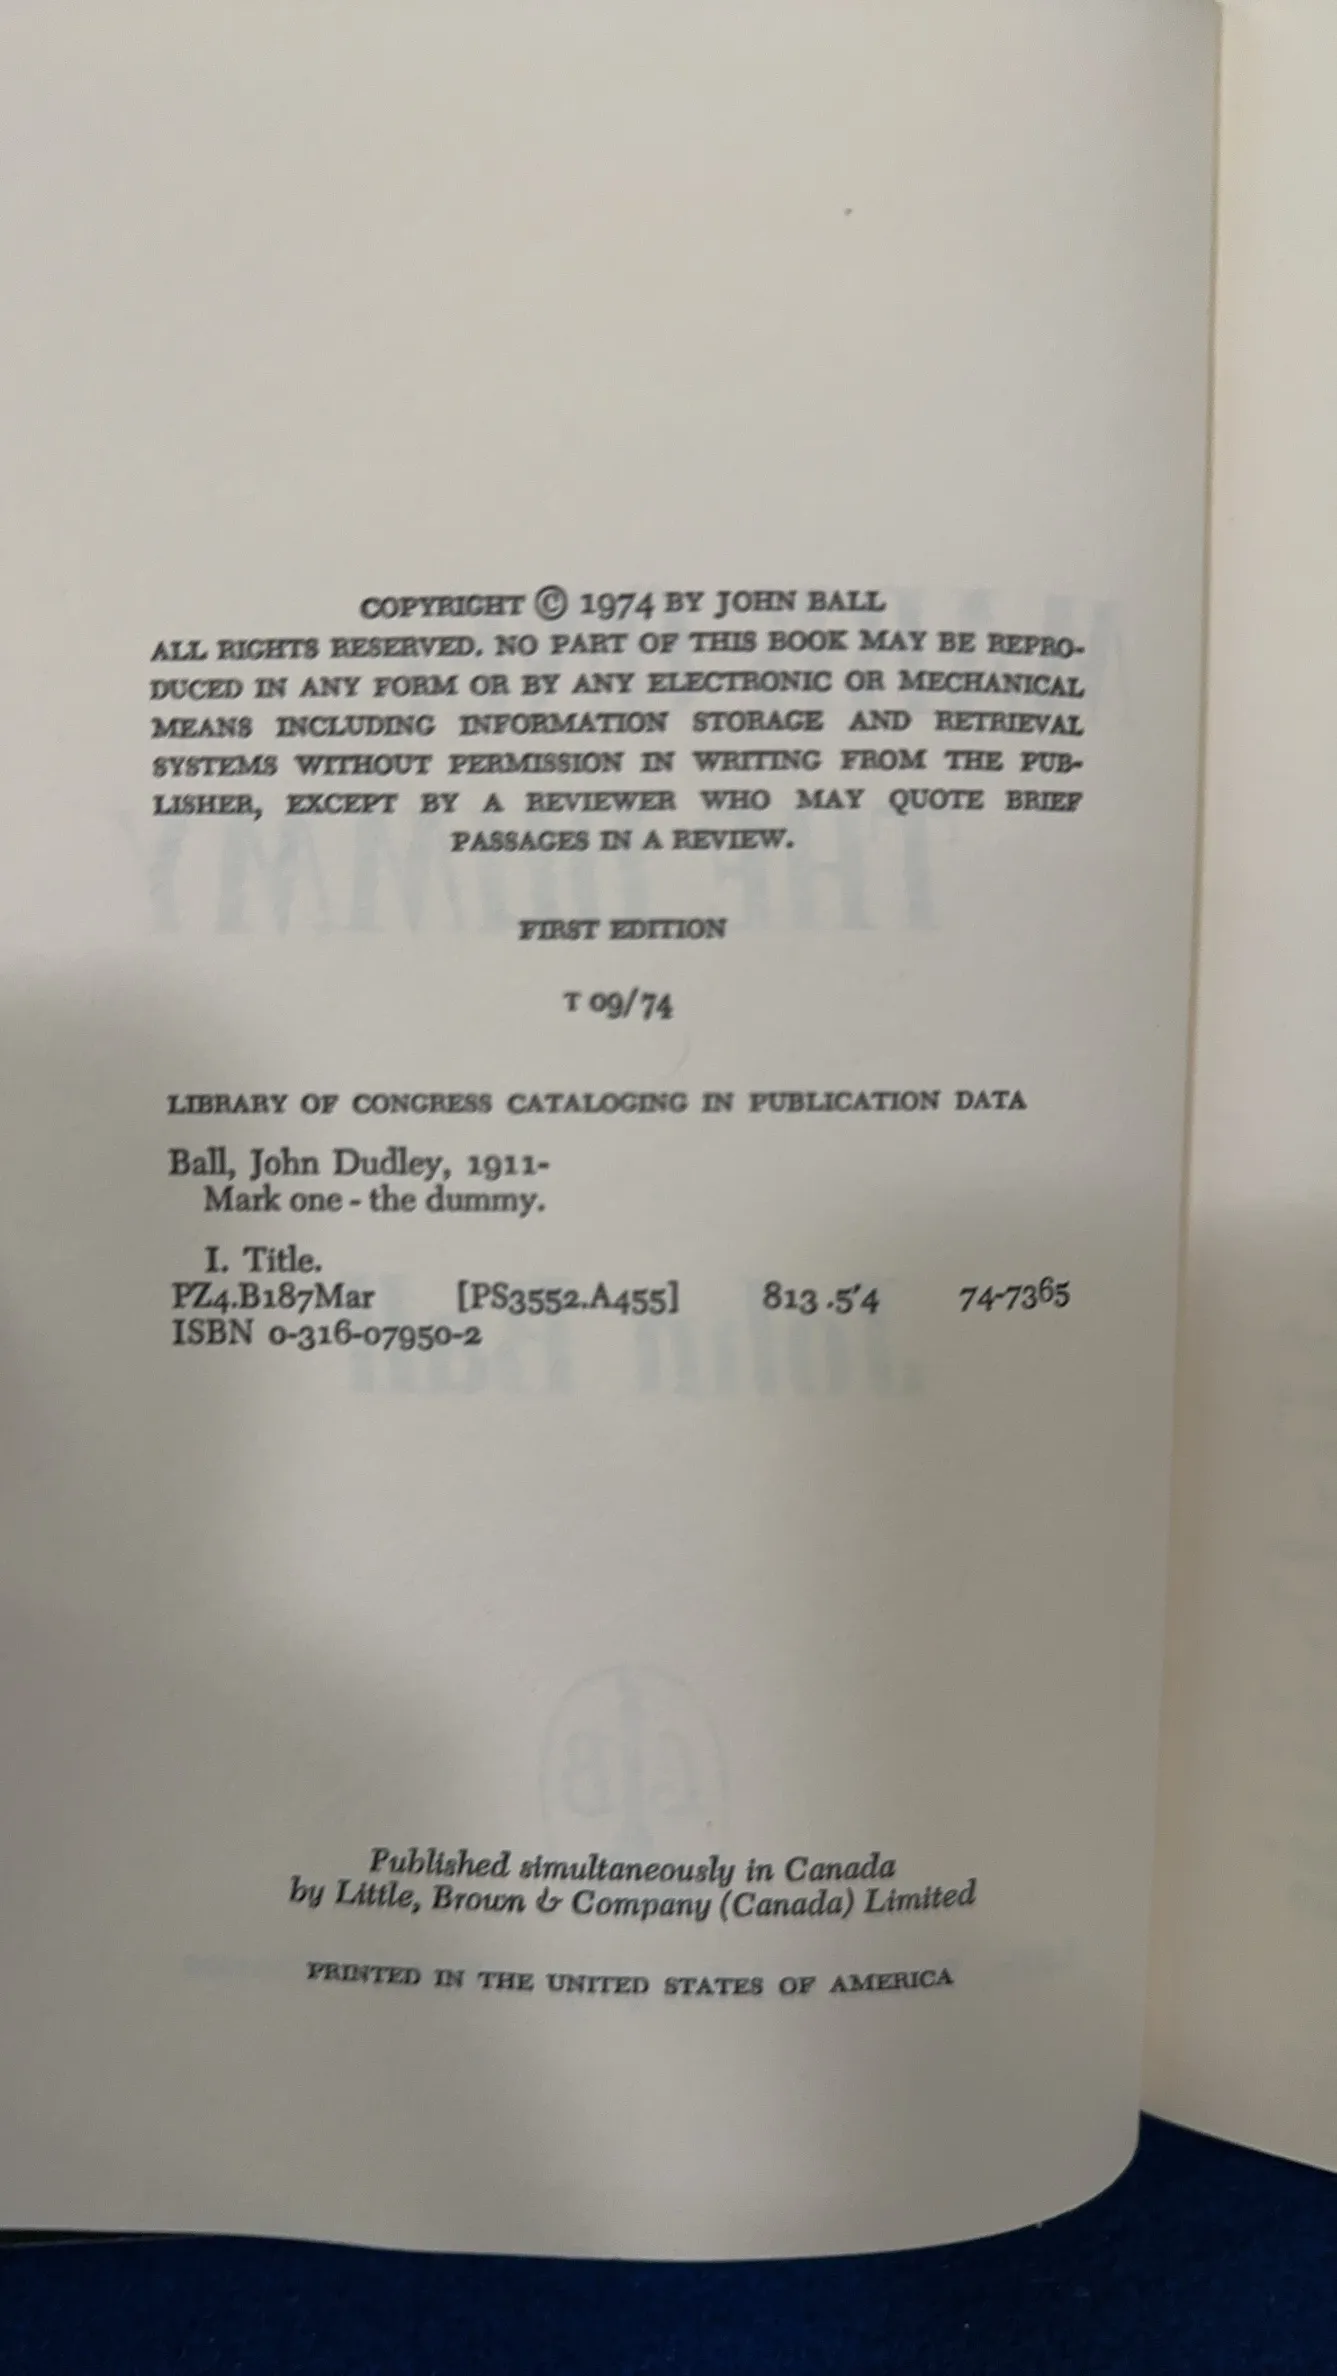 COPYRIGHT © 1974 BY JOHN BALL
ALL RIGHTS RESERVED. NO PART OF THIS BOOK MAY BE REPRO-
DUCED IN ANY FORM OR BY ANY ELECTRONIC OR MECHANICAL
MEANS INCLUDING INFORMATION STORAGE AND RETRIEVAL
SYSTEMS WITHOUT PERMISSION IN WRITING FROM THE PUB-
LISHER, EXCEPT BY A REVIEWER WHO MAY QUOTE BRIEF
PASSAGES IN A REVIEW.
FIRST EDITION
T 09/74
LIBRARY OF CONGRESS CATALOGING IN PUBLICATION DATA
Ball, John Dudley, 1911-
Mark one - the dummy.
I. Title.
PZ4.B187Mar [PS3552.A455] 813.5'4 74-7365
ISBN 0-316-07950-2
Published simultaneously in Canada
by Little, Brown & Company (Canada) Limited
PRINTED IN THE UNITED STATES OF AMERICA